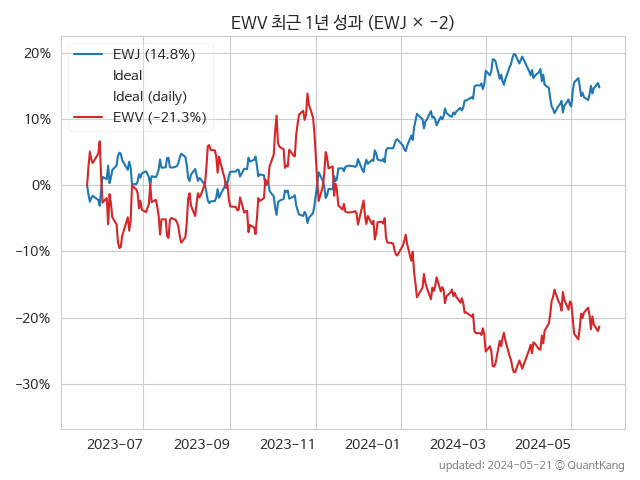 EWV 최근 1년 성과 (EWJ × −2)
20%
10%
0%
−10%
−20%
−30%
EWJ (14.8%)
Ideal
Ideal (daily)
EWV (−21.3%)
2023−07
2023−09
2023−11
2024−01
2024−03
2024−05
updated: 2024−05−21 © QuantKang